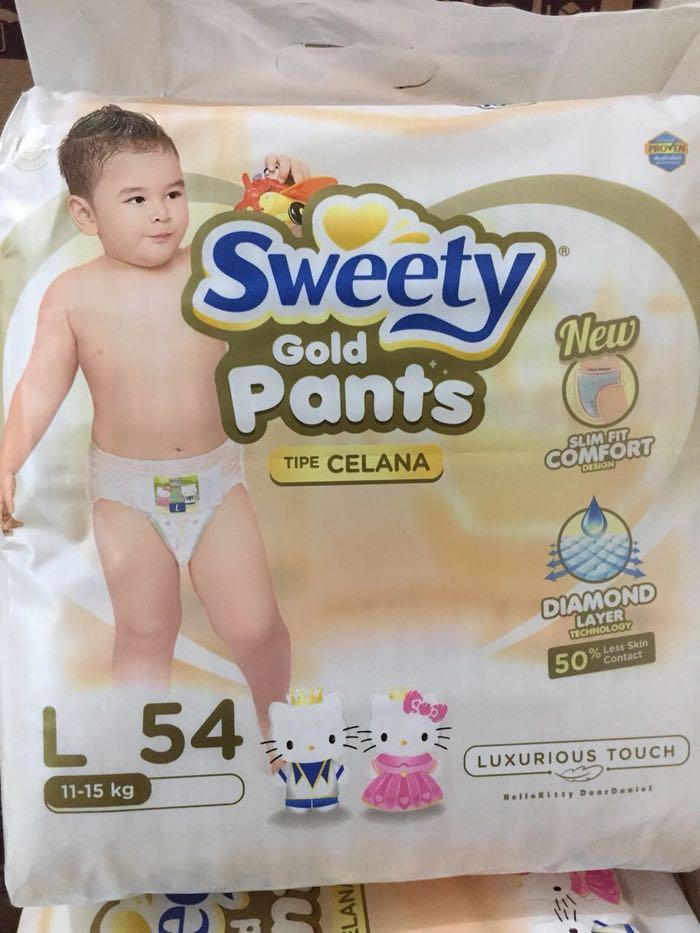 PROVEN
Australian
Sweety®
Gold
Pants
TIPE CELANA
New
SLIM FIT
COMFORT
DESIGN
DIAMOND
LAYER
TECHNOLOGY
50% Less Skin
Contact
L
L 54
11-15 kg
LUXURIOUS TOUCH
HelloKitty DearDaniel